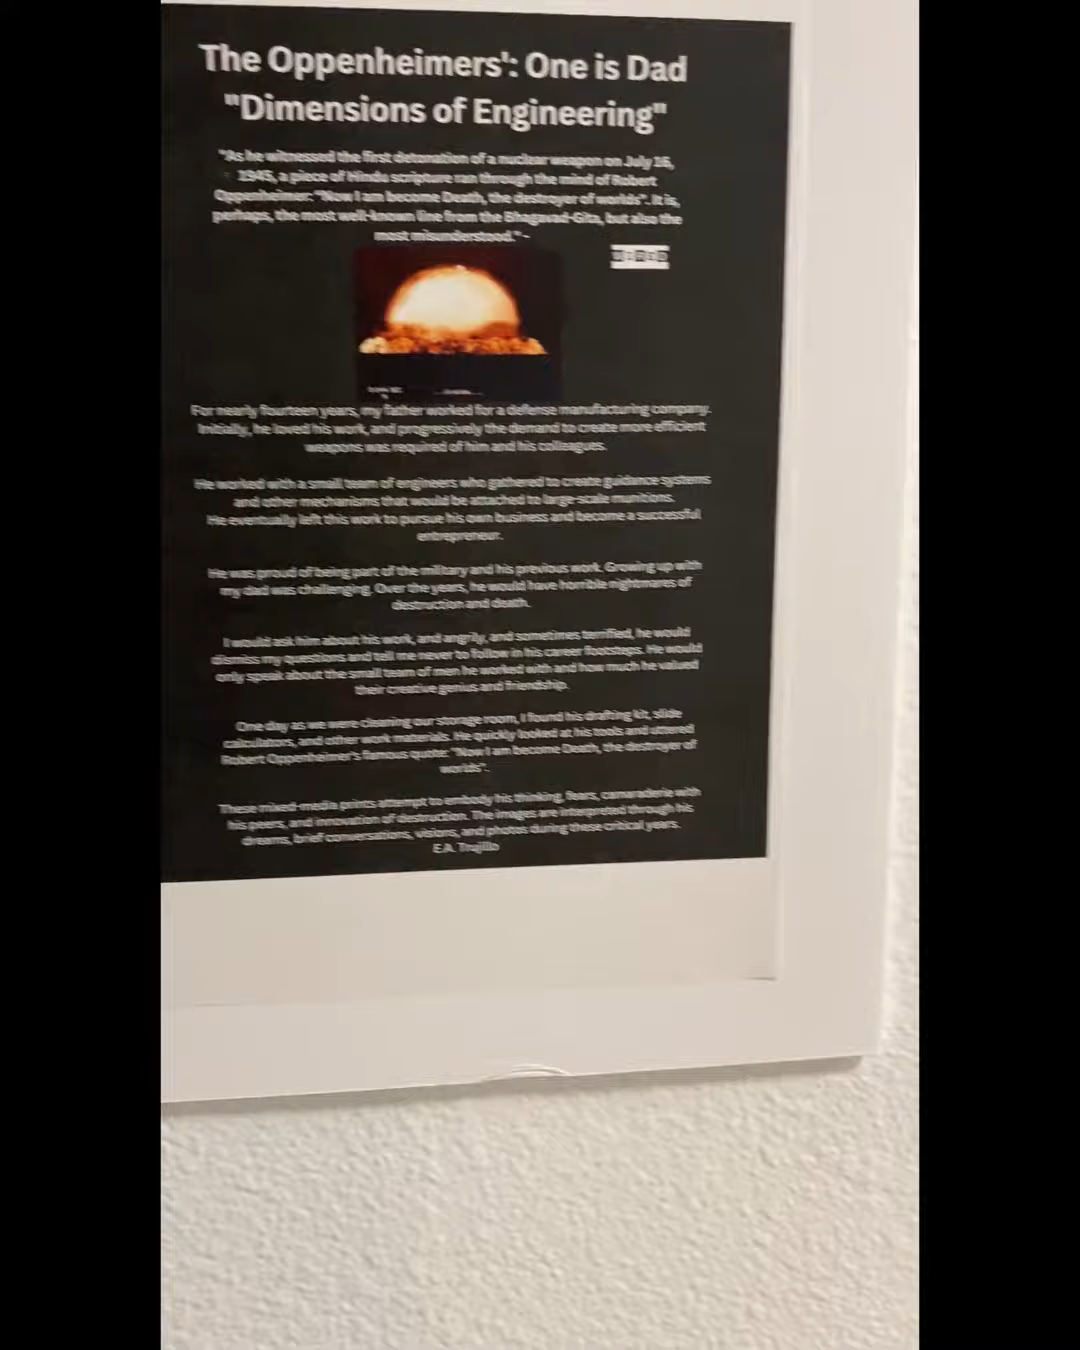 The Oppenheimers': One is Dad
"Dimensions of Engineering"
"As he witnessed the first detonation of a nuclear weapon on July 16,
1945, a piece of Hindu scripture ran through the mind of Robert
Oppenheimer: "Now I am become Death, the destroyer of worlds". It is,
perhaps, the most well-known line from the Bhagavad-Gita, but also the
most misunderstood." -
For nearly fourteen years, my father worked for a defense manufacturing company.
Initially, he loved his work, and progressively the demand to create more efficient
weapons was required of him and his colleagues.
He worked with a small team of engineers who gathered to create guidance systems
and other mechanisms that would be attached to large-scale munitions.
He eventually left this work to pursue his own business and become a successful
entrepreneur.
He was proud of being part of the military and his previous work. Growing up with
my dad was challenging. Over the years, he would have horrible nightmares of
destruction and death.
I would ask him about his work, and angrily, and sometimes terrified, he would
dismiss my questions and tell me never to follow in his career footsteps. He would
only speak about the small team of men he worked with and how much he valued
their creative genius and friendship.
One day as we were cleaning our storage room, I found his drafting kit, slide
calculators, and other work materials. He quickly looked at his tools and uttered
Robert Oppenheimer's famous quote: "Now I am become Death, the destroyer of
worlds".
These mixed-media prints attempt to embody his thinking, fears, camaraderie with
his peers, and innovation of destruction. The images are interpreted through his
dreams, brief conversations, visions, and photos during these critical years.
E.A. Trujillo